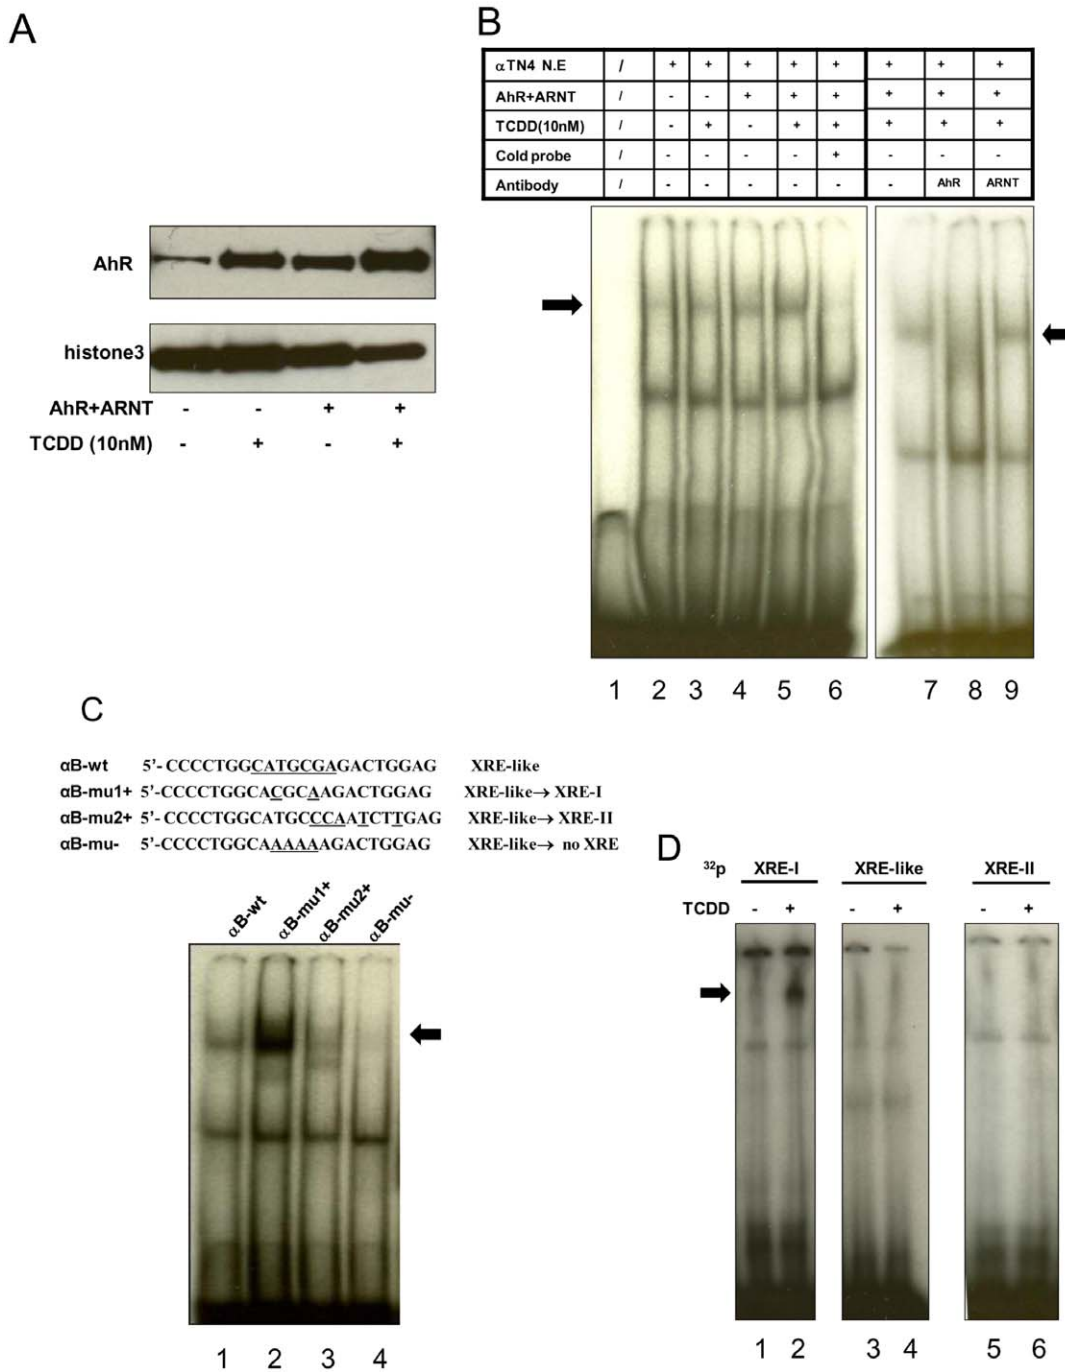 A
AhR
histone3
AhR+ARNT - - + +
TCDD (10nM) - + - +
B
αTN4 N.E / + + + + + + + +
AhR+ARNT / - - + + + + + +
TCDD(10nM) / - + - + + + + +
Cold probe / - - - - + - - -
Antibody / - - - - - - AhR ARNT
1 2 3 4 5 6 7 8 9
C
αB-wt 5'-CCCCTGGCATGCGAGACTGGAG XRE-like
αB-mu1+ 5'-CCCCTGGCACGCAAGACTGGAG XRE-like→ XRE-I
αB-mu2+ 5'-CCCCTGGCATGCCCAATCTTGAG XRE-like→ XRE-II
αB-mu- 5'-CCCCTGGCAAAAAAGACTGGAG XRE-like→ no XRE
αB-wt αB-mu1+ αB-mu2+ αB-mu-
1 2 3 4
D
32p XRE-I XRE-like XRE-II
TCDD - + - + - +
1 2 3 4 5 6